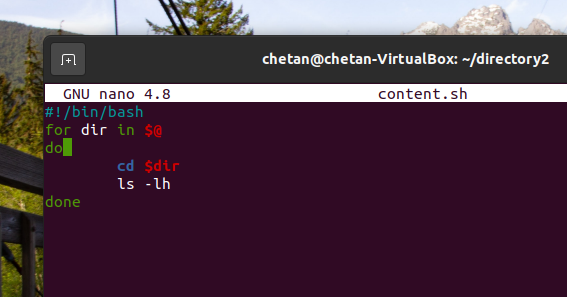 chetan@chetan-VirtualBox: ~/directory2
GNU nano 4.8 content.sh
#!/bin/bash
for dir in $@
do
cd $dir
ls -lh
done